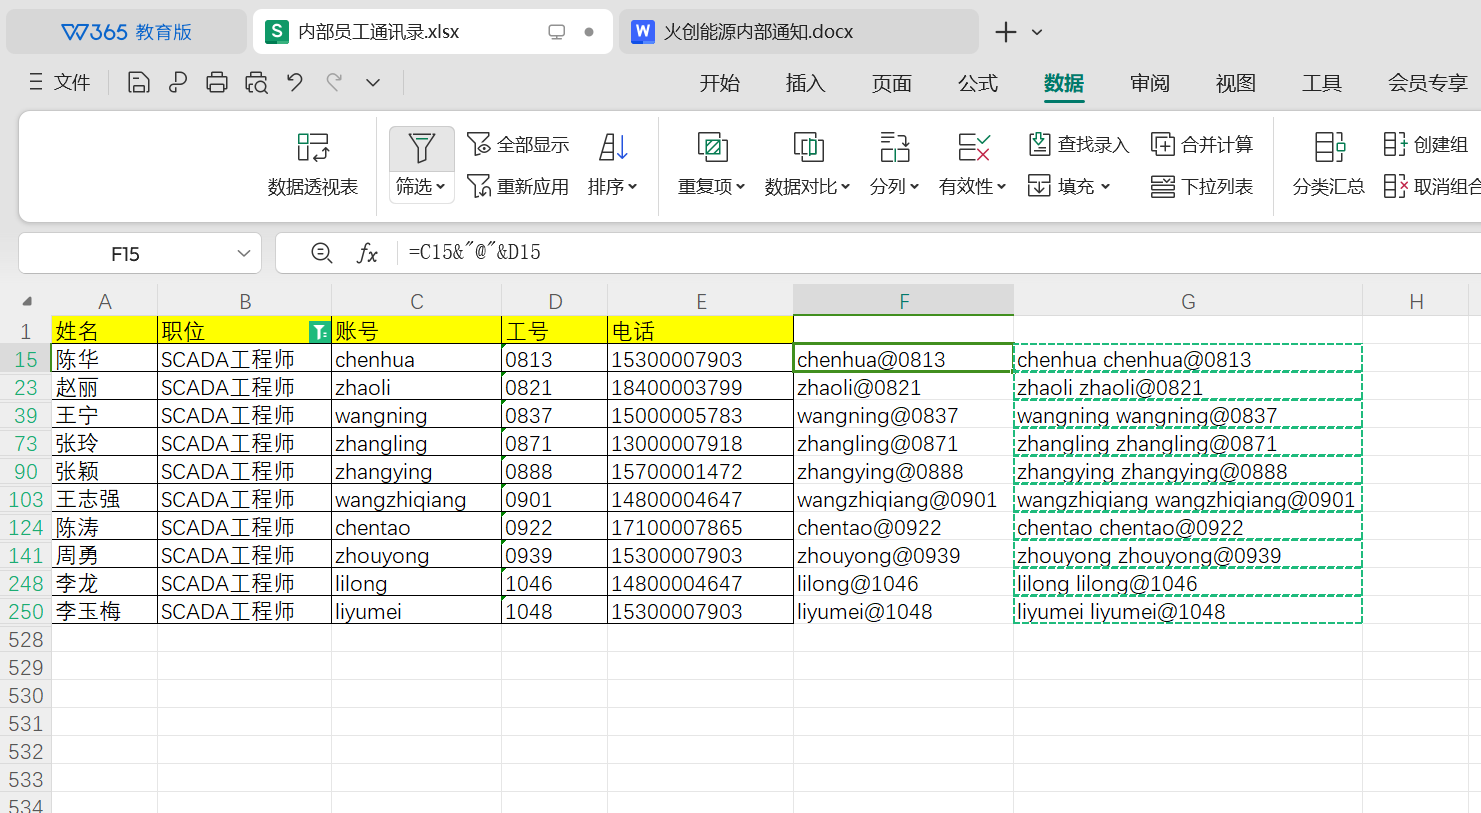 W365 教育版 内部员工通讯录.xlsx 火创能源内部通知.docx
文件 开始 插入 页面 公式 数据 审阅 视图 工具 会员专享
全部显示 查找录入 合并计算 创建组
数据透视表 筛选 重新应用 排序 重复项 数据对比 分列 有效性 填充 下拉列表 分类汇总 取消组合
F15 fx =C15&"@"&D15
A B C D E F G H
1 姓名 职位 账号 工号 电话
15 陈华 SCADA工程师 chenhua 0813 15300007903 chenhua@0813 chenhua chenhua@0813
23 赵丽 SCADA工程师 zhaoli 0821 18400003799 zhaoli@0821 zhaoli zhaoli@0821
39 王宁 SCADA工程师 wangning 0837 15000005783 wangning@0837 wangning wangning@0837
73 张玲 SCADA工程师 zhangling 0871 13000007918 zhangling@0871 zhangling zhangling@0871
90 张颖 SCADA工程师 zhangying 0888 15700001472 zhangying@0888 zhangying zhangying@0888
103 王志强 SCADA工程师 wangzhiqiang 0901 14800004647 wangzhiqiang@0901 wangzhiqiang wangzhiqiang@0901
124 陈涛 SCADA工程师 chentao 0922 17100007865 chentao@0922 chentao chentao@0922
141 周勇 SCADA工程师 zhouyong 0939 15300007903 zhouyong@0939 zhouyong zhouyong@0939
248 李龙 SCADA工程师 lilong 1046 14800004647 lilong@1046 lilong lilong@1046
250 李玉梅 SCADA工程师 liyumei 1048 15300007903 liyumei@1048 liyumei liyumei@1048
528
529
530
531
532
533
534